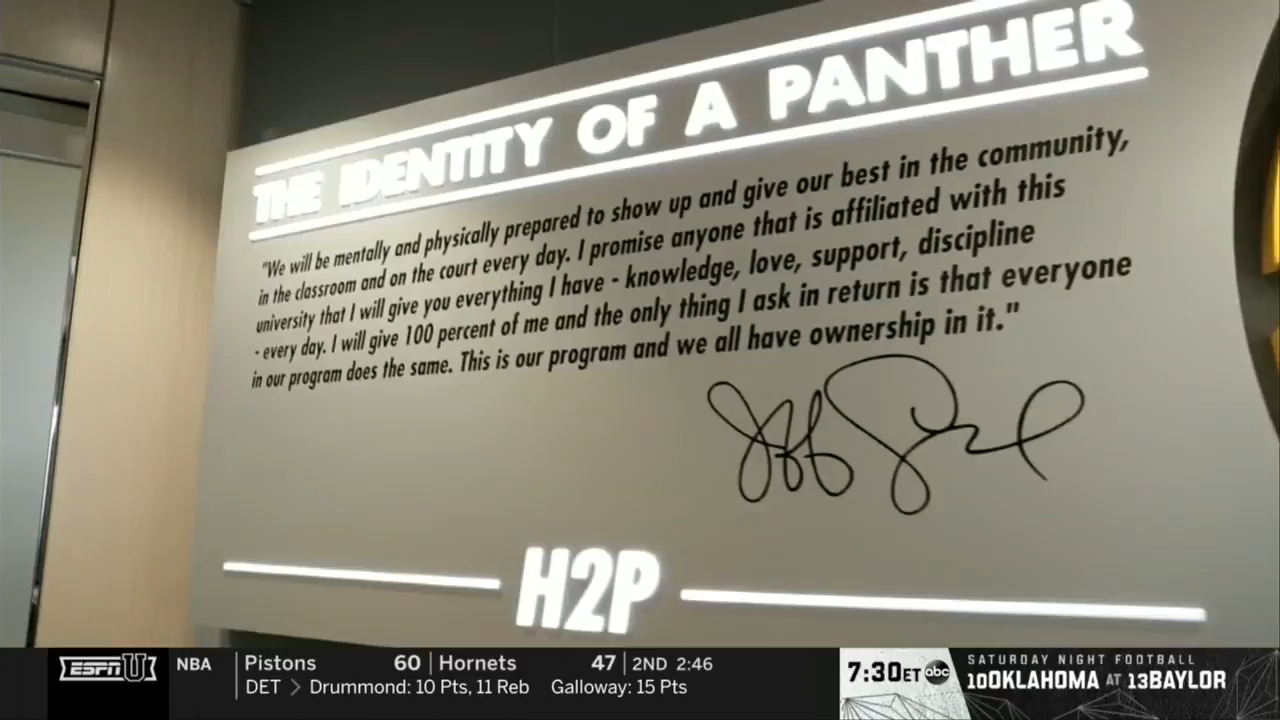 THE IDENTITY OF A PANTHER
"We will be mentally and physically prepared to show up and give our best in the community,
in the classroom and on the court every day. I promise anyone that is affiliated with this
university that I will give you everything I have - knowledge, love, support, discipline
- every day. I will give 100 percent of me and the only thing I ask in return is that everyone
in our program does the same. This is our program and we all have ownership in it."
H2P
ESPNU NBA Pistons 60 Hornets 47 2ND 2:46
DET > Drummond: 10 Pts, 11 Reb Galloway: 15 Pts
7:30ET abc
SATURDAY NIGHT FOOTBALL
10OKLAHOMA AT 13BAYLOR